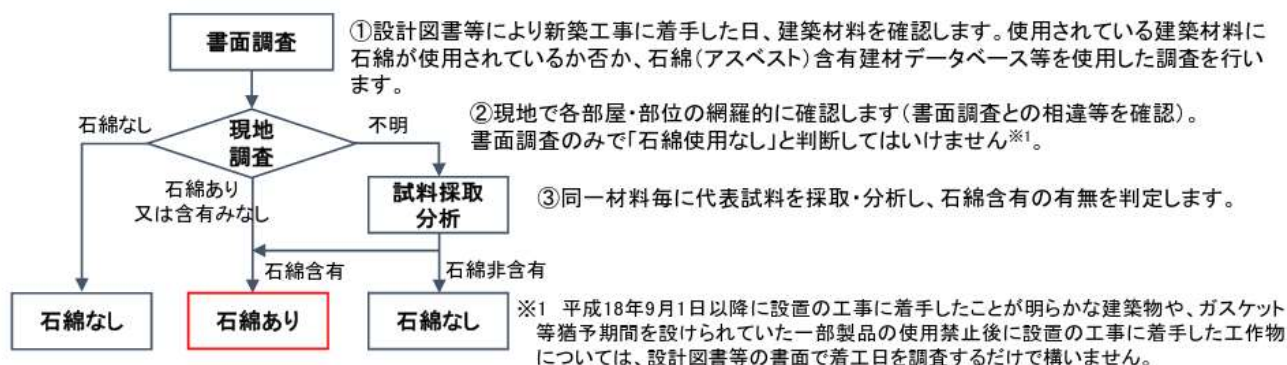 書面調査
①設計図書等により新築工事に着手した日、建築材料を確認します。使用されている建築材料に
石綿が使用されているか否か、石綿(アスベスト)含有建材データベース等を使用した調査を行い
ます。
石綿なし
現地
調査
不明
②現地で各部屋・部位の網羅的に確認します(書面調査との相違等を確認)。
書面調査のみで「石綿使用なし」と判断してはいけません※1。
石綿あり
又は含有みなし
試料採取
分析
③同一材料毎に代表試料を採取・分析し、石綿含有の有無を判定します。
石綿含有
石綿非含有
石綿なし
石綿あり
石綿なし
※1 平成18年9月1日以降に設置の工事に着手したことが明らかな建築物や、ガスケット
等猶予期間を設けられていた一部製品の使用禁止後に設置の工事に着手した工作物
については、設計図書等の書面で着工日を調査するだけで構いません。